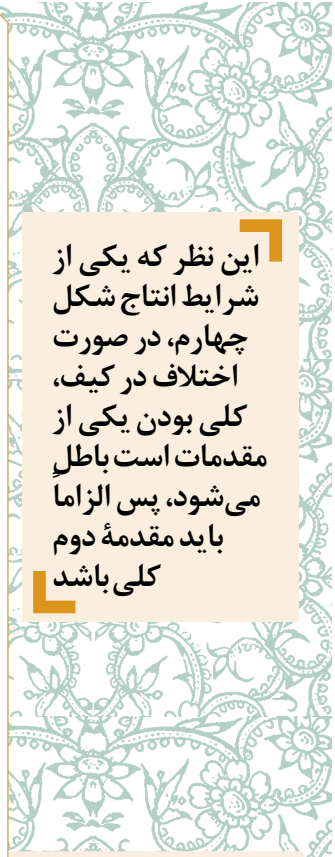 این نظر که یکی از
شرایط انتاج شکل
چهارم، در صورت
اختلاف در کیف،
کلی بودن یکی از
مقدمات است باطل
می‌شود، پس الزاماً
باید مقدمۀ دوم
کلی باشد